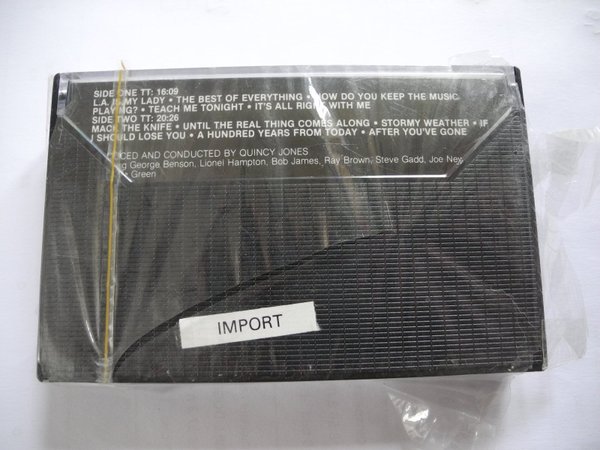 SIDE ONE TT: 16:09
L.A. IS MY LADY • THE BEST OF EVERYTHING • HOW DO YOU KEEP THE MUSIC
PLAYING? • TEACH ME TONIGHT • IT'S ALL RIGHT WITH ME
SIDE TWO TT: 20:26
MACK THE KNIFE • UNTIL THE REAL THING COMES ALONG • STORMY WEATHER • IF
I SHOULD LOSE YOU • A HUNDRED YEARS FROM TODAY • AFTER YOU'VE GONE
AND CONDUCTED BY QUINCY JONES
George Benson, Lionel Hampton, Bob James, Ray Brown, Steve Gadd, Joe
Green
IMPORT